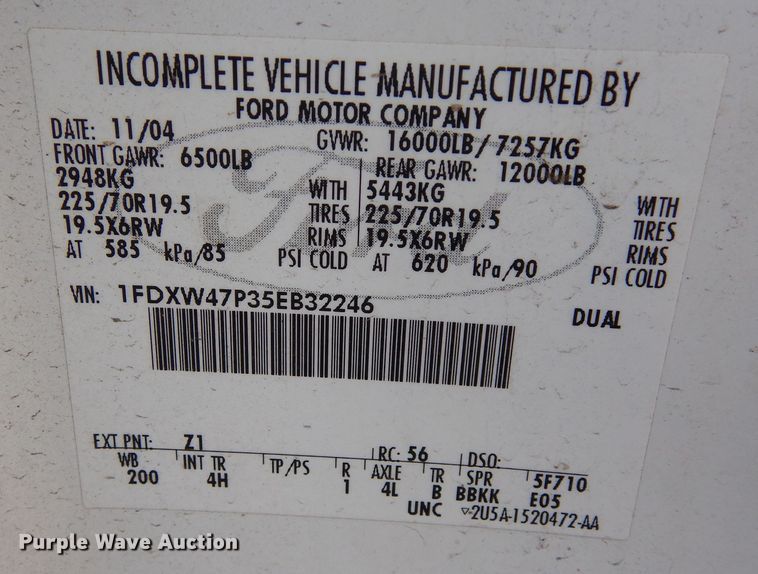 INCOMPLETE VEHICLE MANUFACTURED BY
FORD MOTOR COMPANY
DATE: 11/04 GVWR: 16000LB / 7257KG
FRONT GAWR: 6500LB REAR GAWR: 12000LB
2948KG WITH 5443KG WITH
225/70R19.5 TIRES 225/70R19.5 TIRES
19.5X6RW RIMS 19.5X6RW RIMS
AT 585 kPa/85 PSI COLD AT 620 kPa/90 PSI COLD
VIN: 1FDXW47P35EB32246 DUAL
EXT PNT: Z1 RC: 56 DSO:
WB INT TR TP/PS R AXLE TR SPR 5F710
200 4H 1 4L B BBKK E05
UNC ▽2U5A-1520472-AA
Ford
Purple Wave Auction